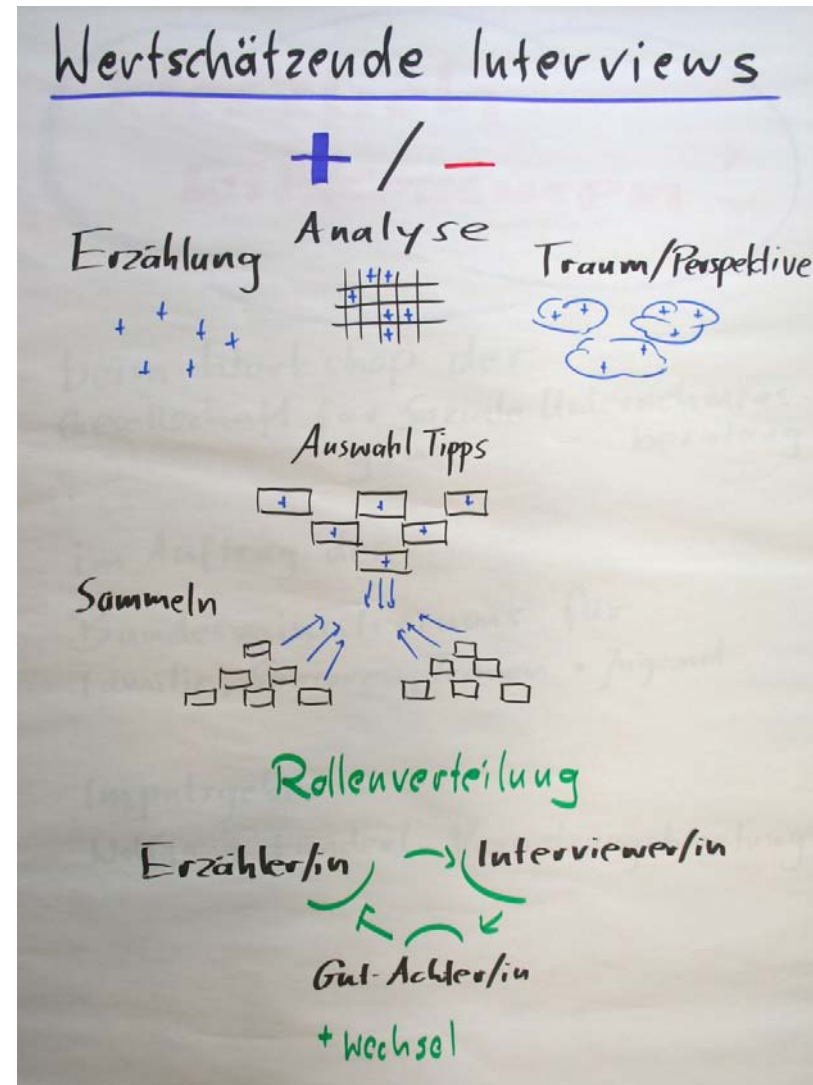 Wertschätzende Interviews
+ / -
Erzählung Analyse Traum/Perspektive
Auswahl Tipps
Sammeln
Rollenverteilung
Erzähler/in Interviewer/in
Gut-Achter/in
+ Wechsel